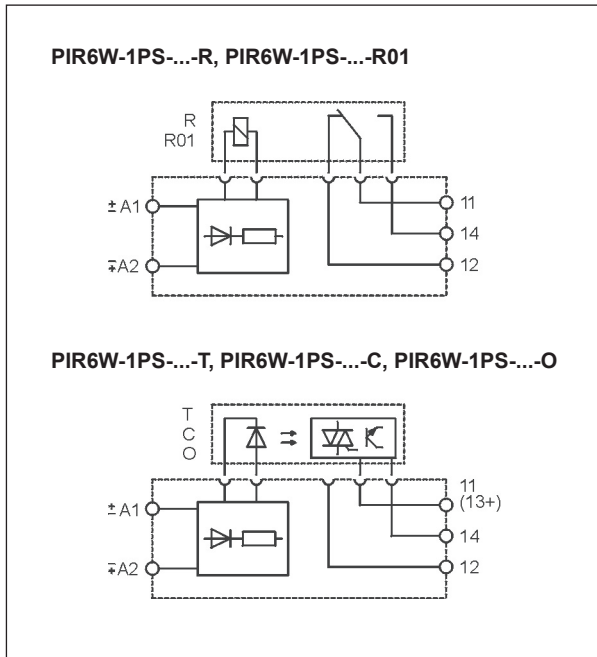 PIR6W-1PS-...-R, PIR6W-1PS-...-R01
R
R01
± A1
∓A2
11
14
12
PIR6W-1PS-...-T, PIR6W-1PS-...-C, PIR6W-1PS-...-O
T
C
O
± A1
∓A2
11
(13+)
14
12